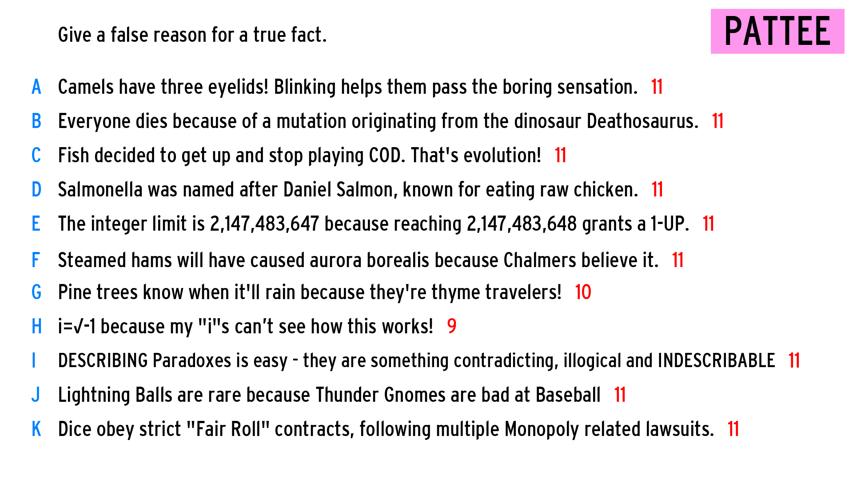 Give a false reason for a true fact.
PATTEE
A Camels have three eyelids! Blinking helps them pass the boring sensation. 11
B Everyone dies because of a mutation originating from the dinosaur Deathosaurus. 11
C Fish decided to get up and stop playing COD. That's evolution! 11
D Salmonella was named after Daniel Salmon, known for eating raw chicken. 11
E The integer limit is 2,147,483,647 because reaching 2,147,483,648 grants a 1-UP. 11
F Steamed hams will have caused aurora borealis because Chalmers believe it. 11
G Pine trees know when it'll rain because they're thyme travelers! 10
H i=√-1 because my "i"s can’t see how this works! 9
I DESCRIBING Paradoxes is easy - they are something contradicting, illogical and INDESCRIBABLE 11
J Lightning Balls are rare because Thunder Gnomes are bad at Baseball 11
K Dice obey strict "Fair Roll" contracts, following multiple Monopoly related lawsuits. 11